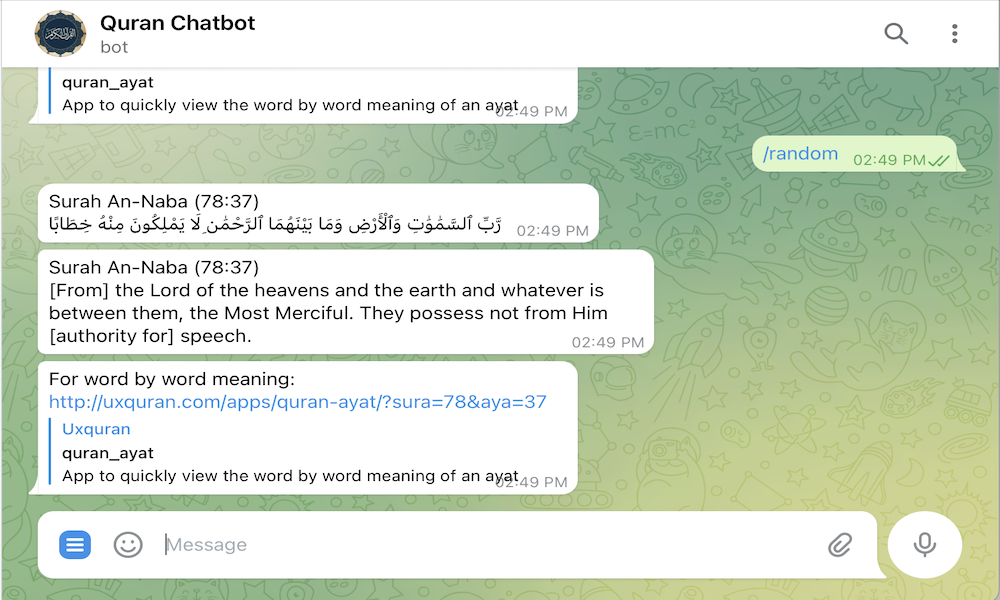 Quran Chatbot
bot
quran_ayat
App to quickly view the word by word meaning of an ayat
02:49 PM
/random
02:49 PM
Surah An-Naba (78:37)
رَّبِّ ٱلسَّمَٰوَٰتِ وَٱلْأَرْضِ وَمَا بَيْنَهُمَا ٱلرَّحْمَٰنِ ۖ لَا يَمْلِكُونَ مِنْهُ خِطَابًا
02:49 PM
Surah An-Naba (78:37)
[From] the Lord of the heavens and the earth and whatever is
between them, the Most Merciful. They possess not from Him
[authority for] speech.
02:49 PM
For word by word meaning:
http://uxquran.com/apps/quran-ayat/?sura=78&aya=37
Uxquran
quran_ayat
App to quickly view the word by word meaning of an ayat
02:49 PM
Message